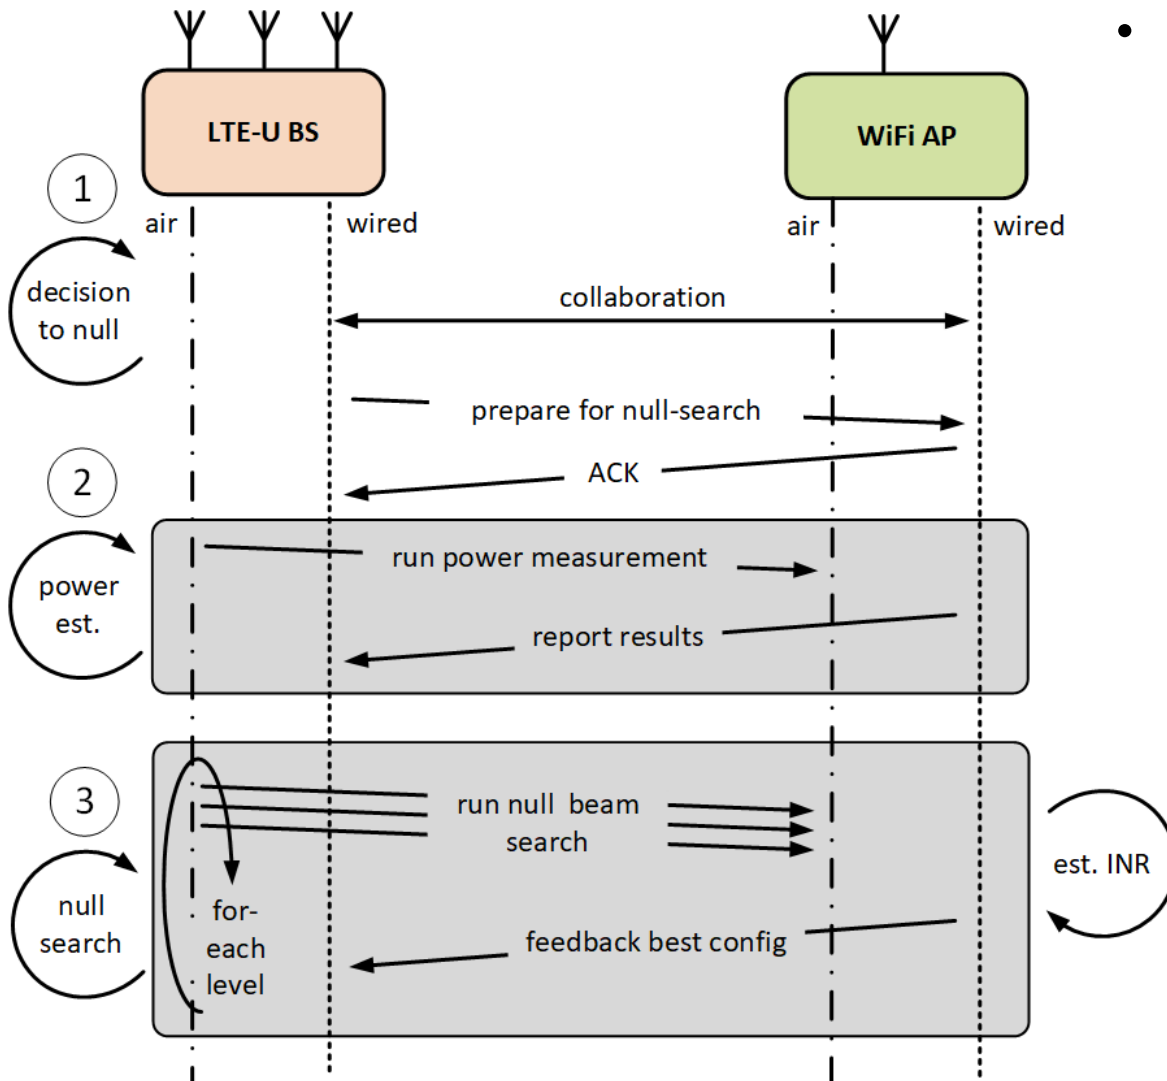 LTE-U BS
WiFi AP
1
air
wired
air
wired
decision
to null
collaboration
prepare for null-search
ACK
2
power
est.
run power measurement
report results
3
null
search
for-
each
level
run null beam
search
feedback best config
est. INR